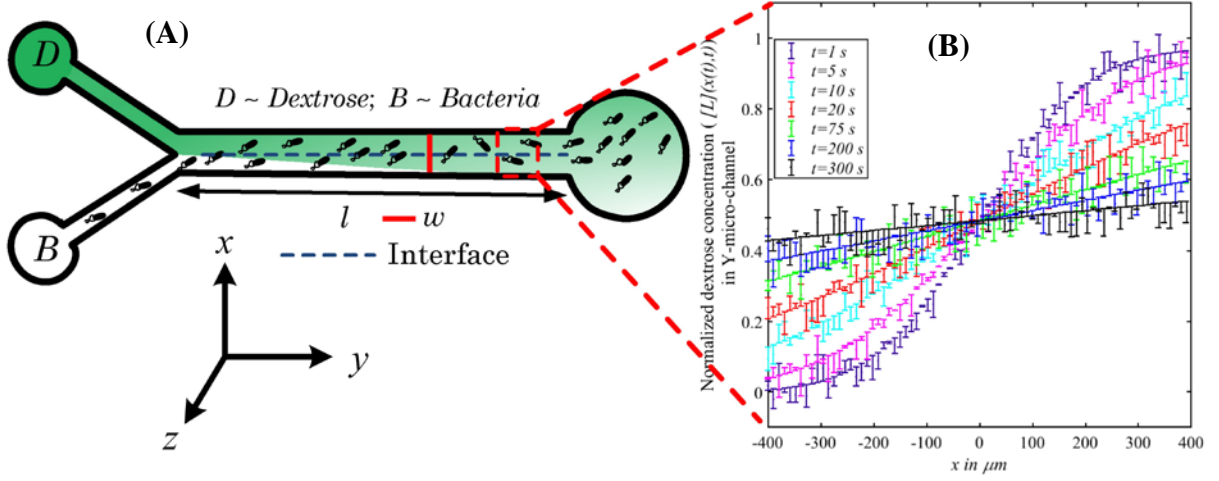 (A)
D
D ~ Dextrose; B ~ Bacteria
B
l
w
Interface
x
y
z
(B)
Normalized dextrose concentration ([L](x(t),t))
in Y-micro-channel
t=1 s
t=5 s
t=10 s
t=20 s
t=75 s
t=200 s
t=300 s
1
0.8
0.6
0.4
0.2
0
-400 -300 -200 -100 0 100 200 300 400
x in μm